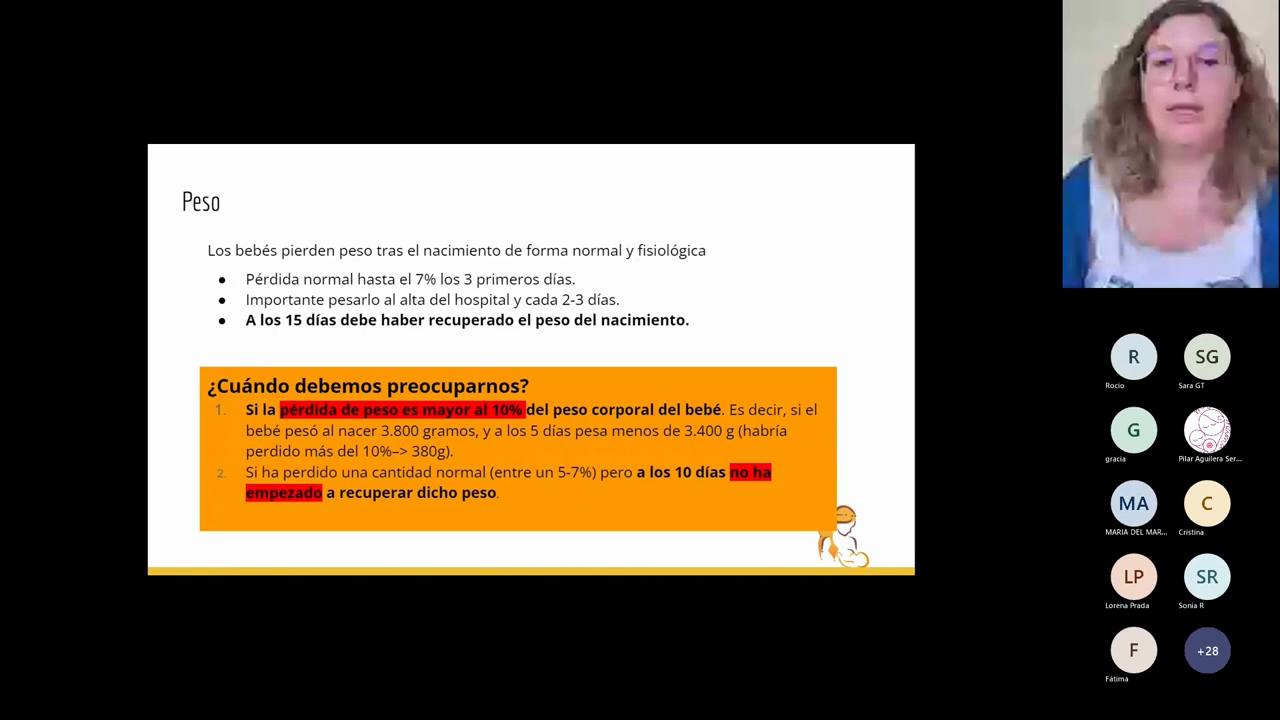 Peso
Los bebés pierden peso tras el nacimiento de forma normal y fisiológica
● Pérdida normal hasta el 7% los 3 primeros días.
● Importante pesarlo al alta del hospital y cada 2-3 días.
● A los 15 días debe haber recuperado el peso del nacimiento.
¿Cuándo debemos preocuparnos?
1. Si la pérdida de peso es mayor al 10% del peso corporal del bebé. Es decir, si el
bebé pesó al nacer 3.800 gramos, y a los 5 días pesa menos de 3.400 g (habría
perdido más del 10%–> 380g).
2. Si ha perdido una cantidad normal (entre un 5-7%) pero a los 10 días no ha
empezado a recuperar dicho peso.
R
Rocio
SG
Sara GT
G
gracia
Pilar Aguilera Ser...
MA
MARIA DEL MAR...
C
Cristina
LP
Lorena Prada
SR
Sonia R
F
Fátima
+28